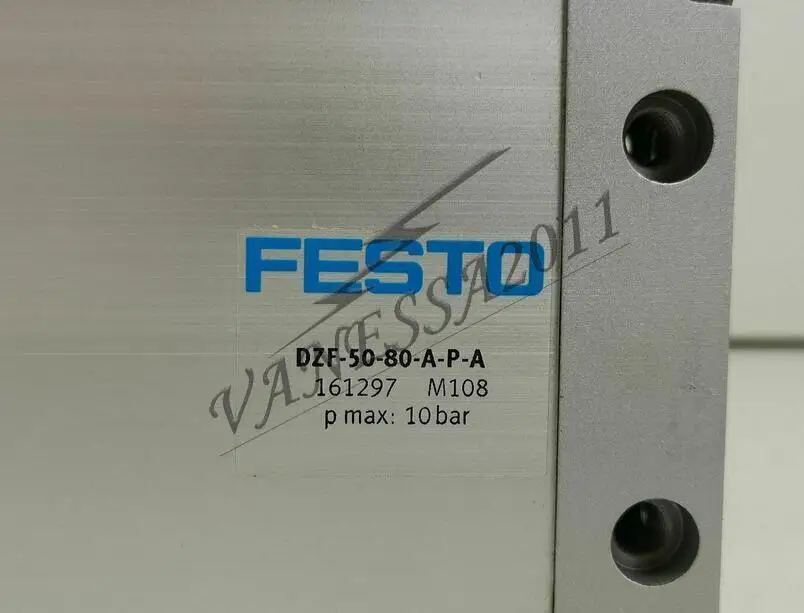 FESTO
VANESSA2011
DZF-50-80-A-P-A
161297 M108
p max: 10 bar